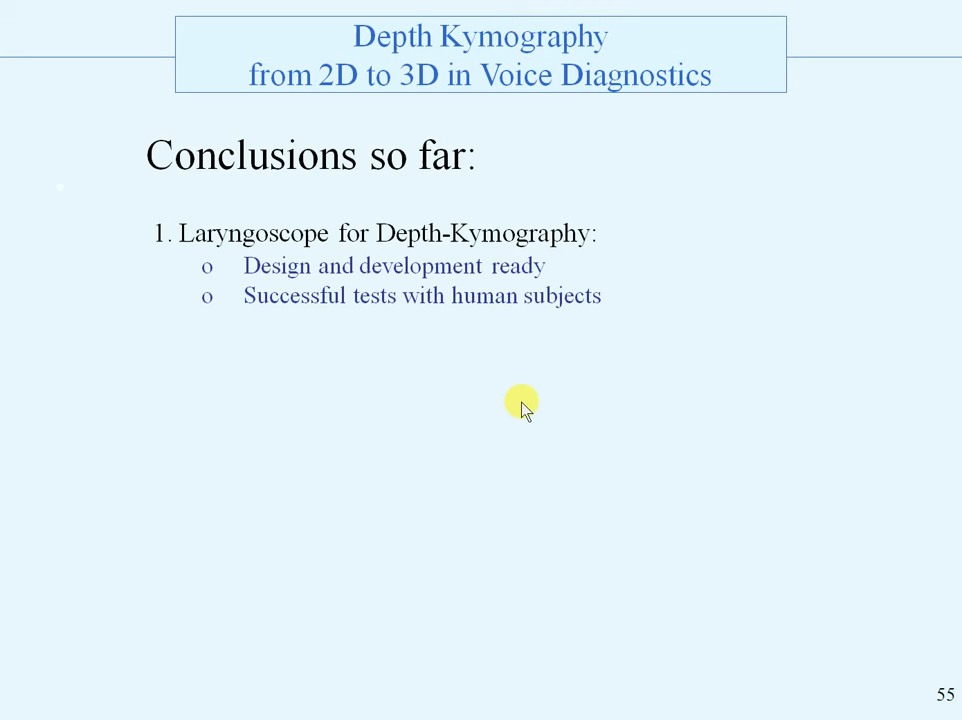 Depth Kymography
from 2D to 3D in Voice Diagnostics
Conclusions so far:
1. Laryngoscope for Depth-Kymography:
o Design and development ready
o Successful tests with human subjects
55